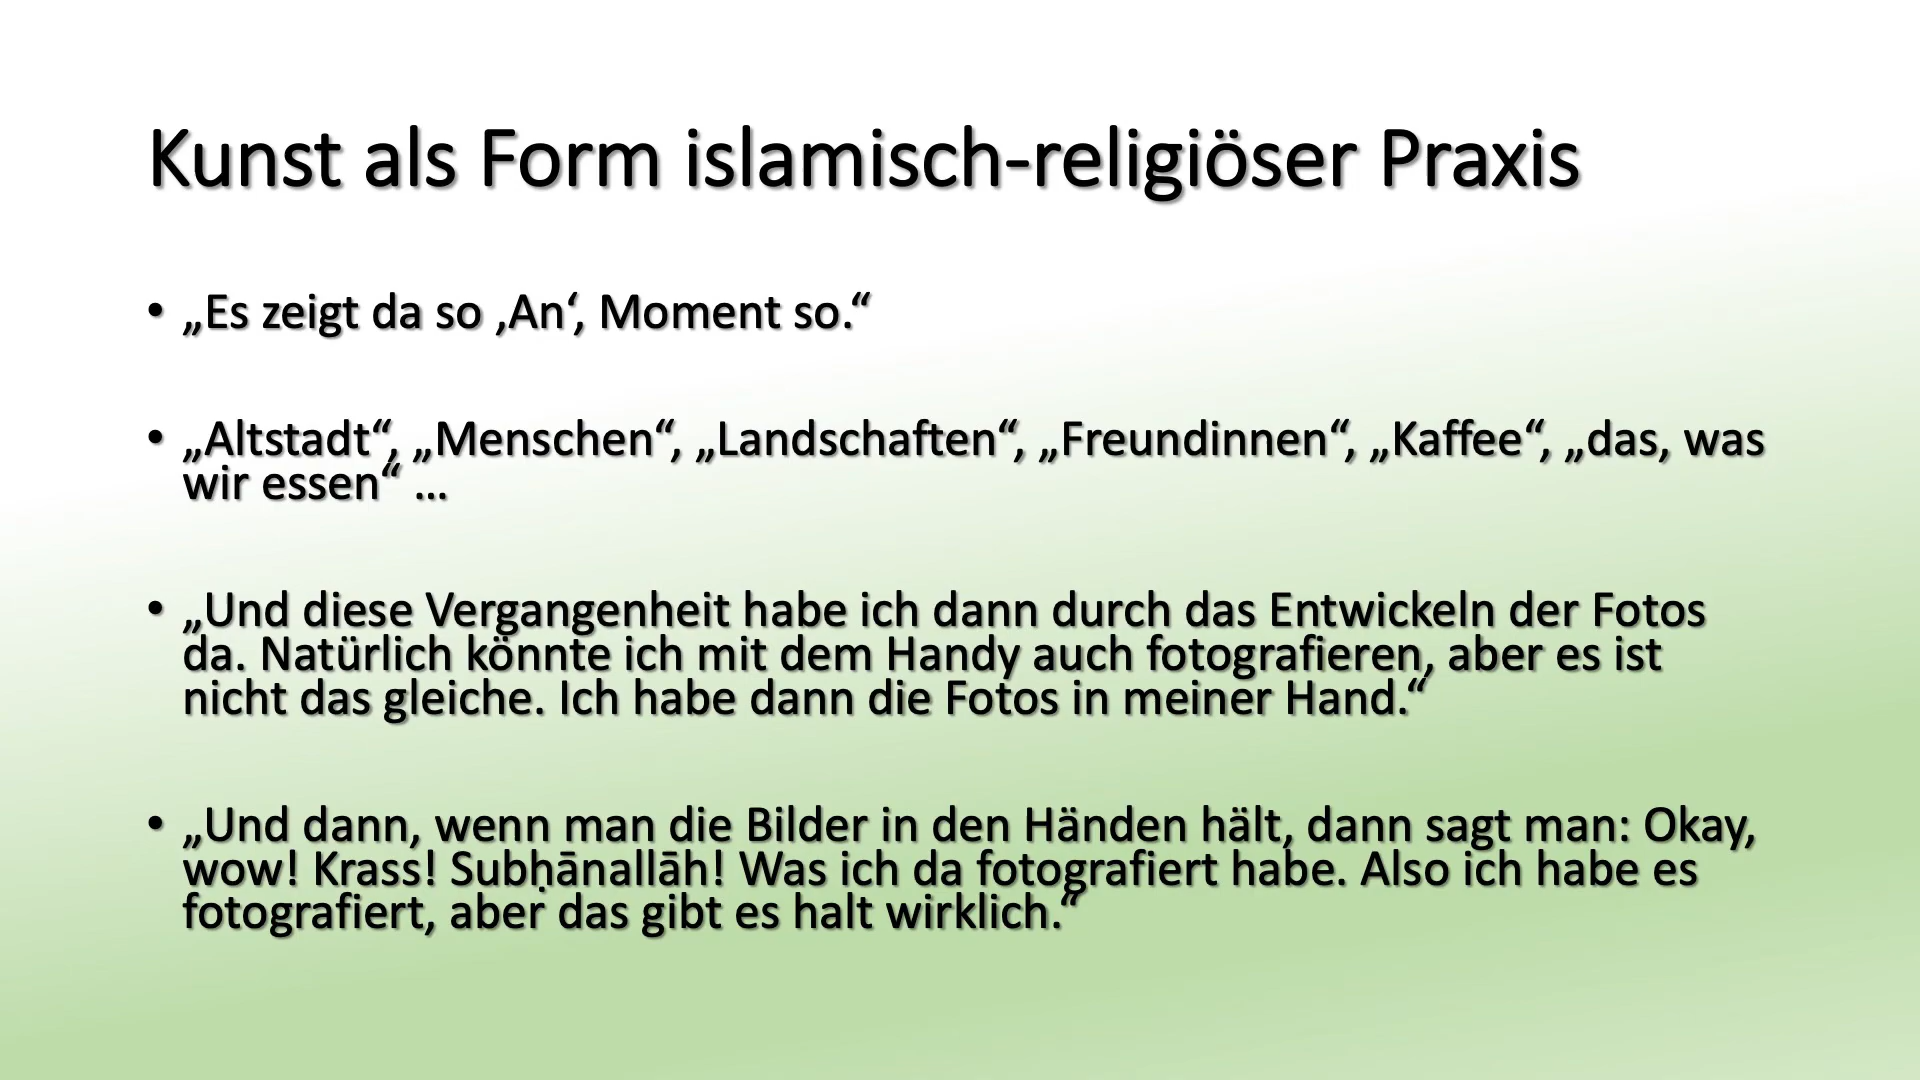 Kunst als Form islamisch-religiöser Praxis
• „Es zeigt da so ‚An‘, Moment so.“
• „Altstadt“, „Menschen“, „Landschaften“, „Freundinnen“, „Kaffee“, „das, was
wir essen“ …
• „Und diese Vergangenheit habe ich dann durch das Entwickeln der Fotos
da. Natürlich könnte ich mit dem Handy auch fotografieren, aber es ist
nicht das gleiche. Ich habe dann die Fotos in meiner Hand.“
• „Und dann, wenn man die Bilder in den Händen hält, dann sagt man: Okay,
wow! Krass! Subḥānallāh! Was ich da fotografiert habe. Also ich habe es
fotografiert, aber das gibt es halt wirklich.“